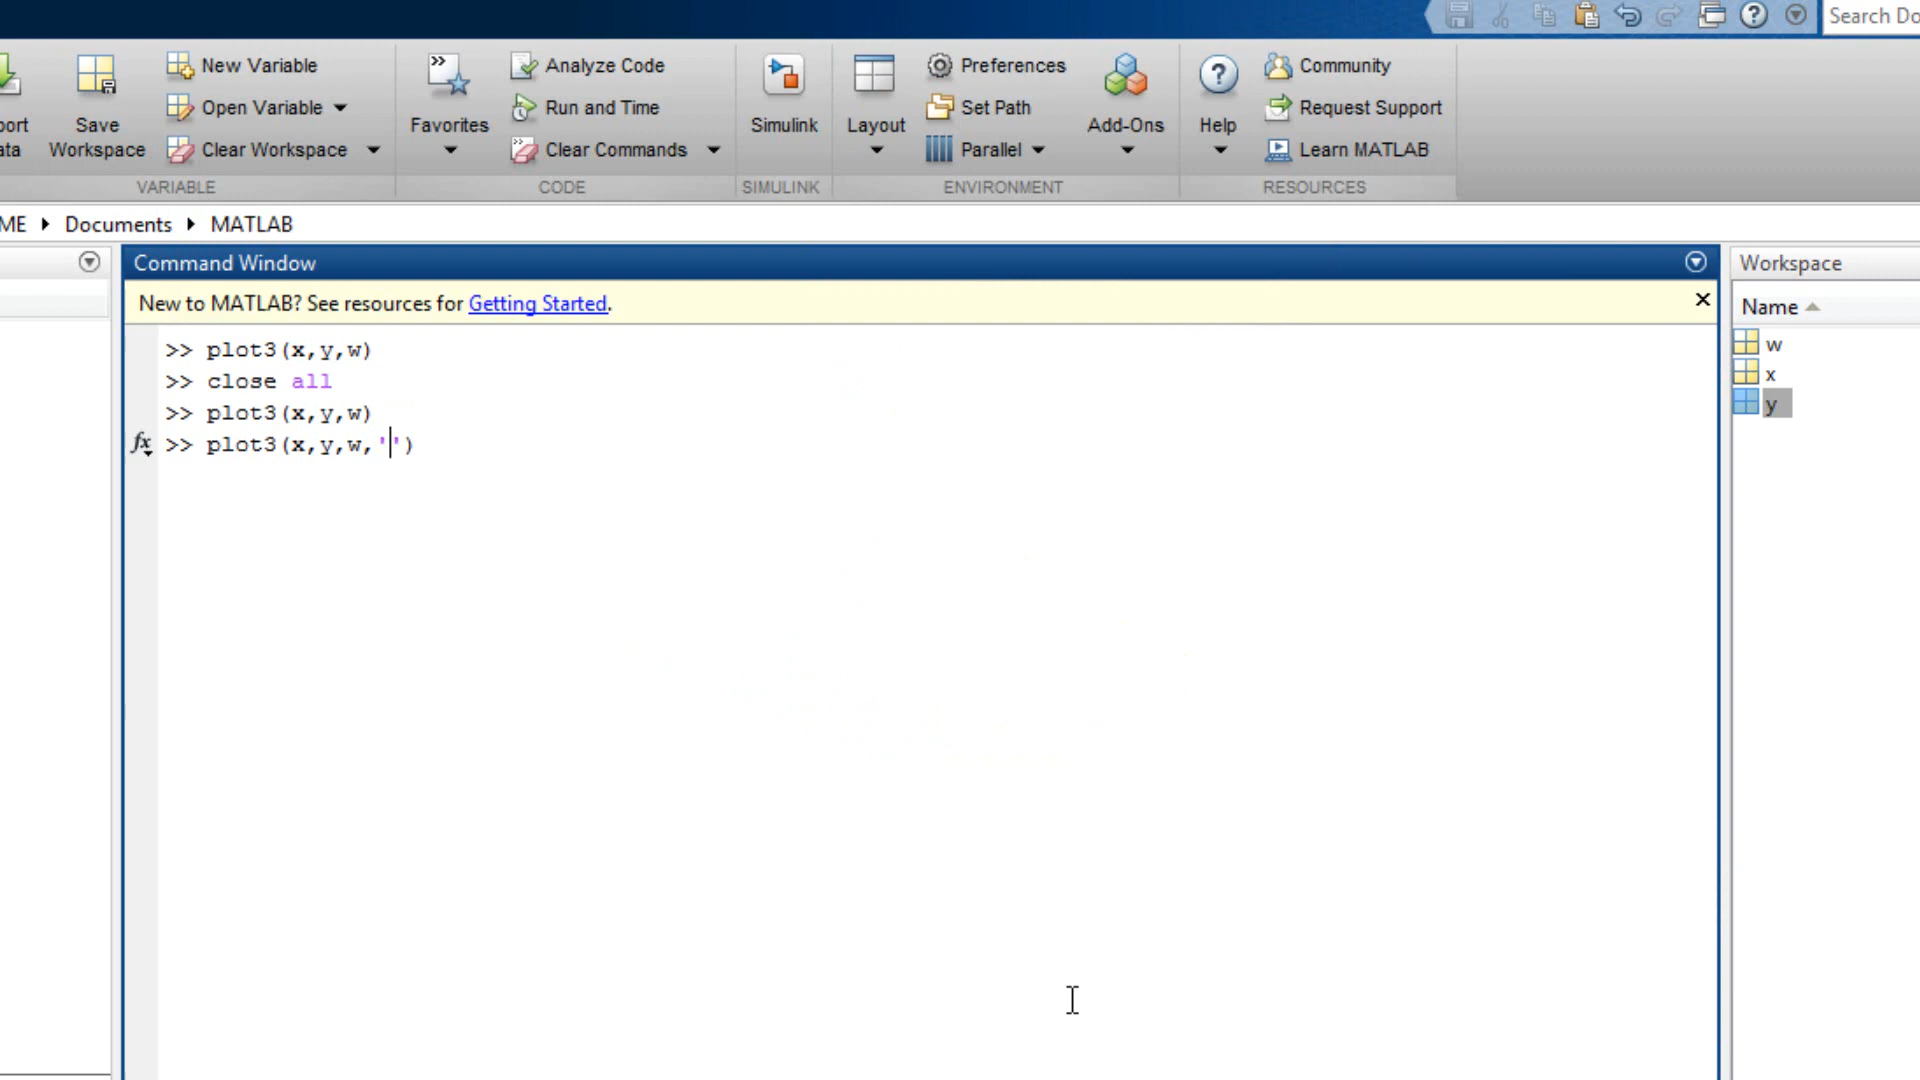 Search Do
New Variable
Analyze Code
Preferences
Community
Open Variable
Run and Time
Set Path
Request Support
port
Save
Favorites
Simulink
Layout
Add-Ons
Help
ata
Workspace
Clear Workspace
Clear Commands
Parallel
Learn MATLAB
VARIABLE
CODE
SIMULINK
ENVIRONMENT
RESOURCES
ME Documents MATLAB
Command Window
Workspace
New to MATLAB? See resources for Getting Started.
Name
>> plot3(x,y,w)
>> close all
>> plot3(x,y,w)
fx >> plot3(x,y,w,'')
w
x
y